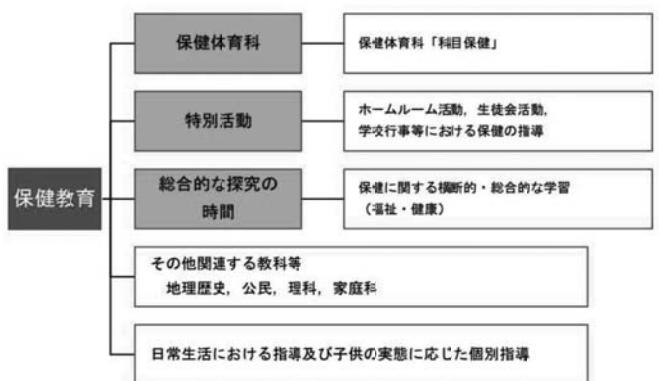 保健教育
保健体育科
保健体育科「科目保健」
特別活動
ホームルーム活動，生徒会活動，
学校行事等における保健の指導
総合的な探究の
時間
保健に関する横断的・総合的な学習
（福祉・健康）
その他関連する教科等
地理歴史，公民，理科，家庭科
日常生活における指導及び子供の実態に応じた個別指導